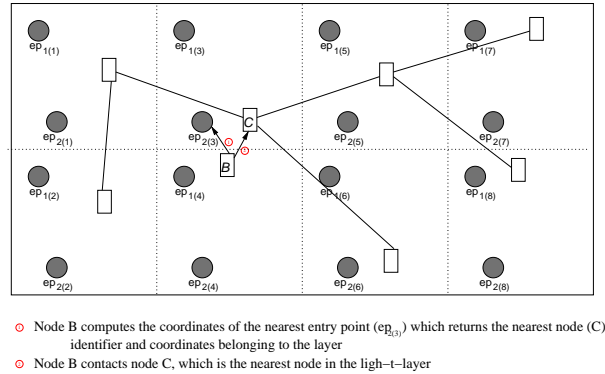 ep1(1) ep1(3) ep1(5) ep1(7)
C
ep2(1) ep2(3) ep2(5) ep2(7)
B
ep1(2) ep1(4) ep1(6) ep1(8)
ep2(2) ep2(4) ep2(6) ep2(8)
Node B computes the coordinates of the nearest entry point (ep2(3)) which returns the nearest node (C)
identifier and coordinates belonging to the layer
Node B contacts node C, which is the nearest node in the ligh-t-layer